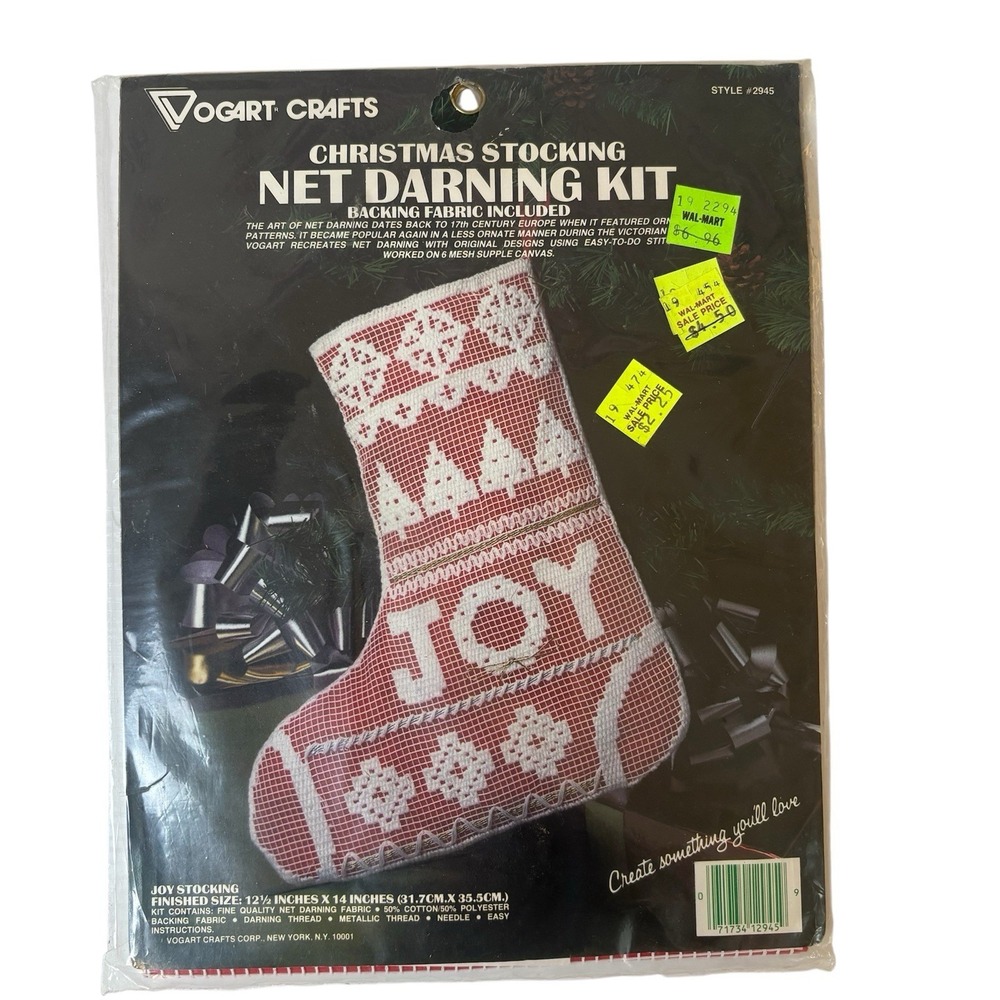 VOGART CRAFTS
STYLE #2945
CHRISTMAS STOCKING
NET DARNING KIT
BACKING FABRIC INCLUDED
THE ART OF NET DARNING DATES BACK TO 17th CENTURY EUROPE WHEN IT FEATURED
PATTERNS. IT BECAME POPULAR AGAIN IN A LESS ORNATE MANNER DURING THE VICTORIAN
VOGART RECREATES NET DARNING WITH ORIGINAL DESIGNS USING EASY-TO-DO
WORKED ON 6 MESH SUPPLE CANVAS.
19 2294
WAL-MART
$6.96
19 454
WAL-MART
SALE PRICE
$4.50
19 474
WAL-MART
SALE PRICE
$2.25
JOY
Create something you'll love
JOY STOCKING
FINISHED SIZE: 12½ INCHES X 14 INCHES (31.7CM.X 35.5CM.)
KIT CONTAINS: FINE QUALITY NET DARNING FABRIC • 50% COTTON/50% POLYESTER
BACKING FABRIC • DARNING THREAD • METALLIC THREAD • NEEDLE • EASY
INSTRUCTIONS.
VOGART CRAFTS CORP., NEW YORK, N.Y. 10001
0 71734 12945 9